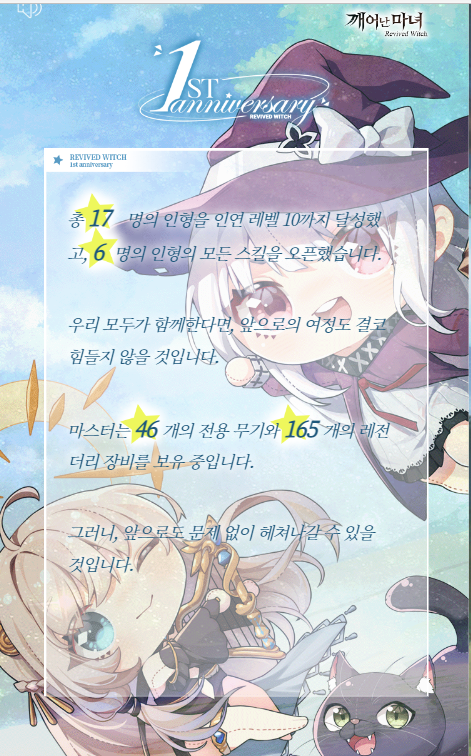 깨어난마녀
Revived Witch
1ST
anniversary
REVIVED WITCH
REVIVED WITCH
1st anniversary
총 17 명의 인형을 인연 레벨 10까지 달성했
고, 6 명의 인형의 모든 스킬을 오픈했습니다.
우리 모두가 함께한다면, 앞으로의 여정도 결코
힘들지 않을 것입니다.
마스터는 46 개의 전용 무기와 165 개의 레전
더리 장비를 보유 중입니다.
그러니, 앞으로도 문제 없이 헤쳐나갈 수 있을
것입니다.